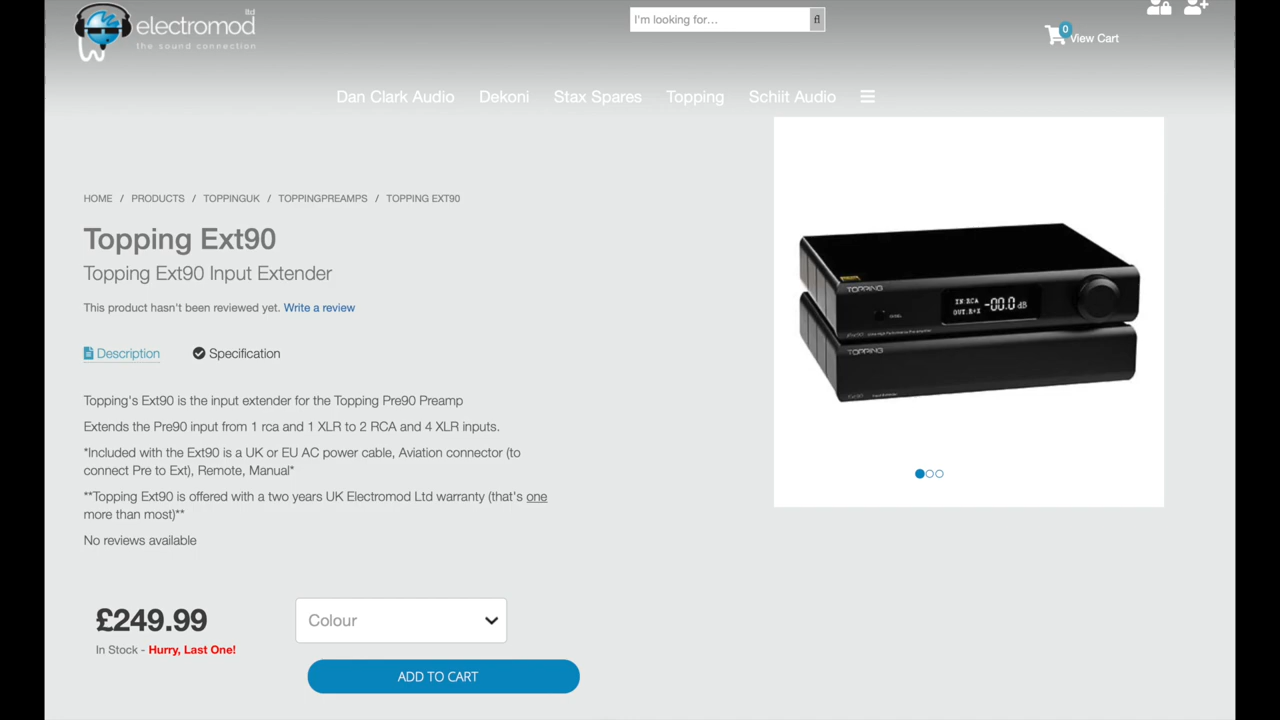 electromod ltd
the sound connection
I'm looking for...
0
View Cart
Dan Clark Audio
Dekoni
Stax Spares
Topping
Schiit Audio
HOME / PRODUCTS / TOPPINGUK / TOPPINGPREAMPS / TOPPING EXT90
Topping Ext90
Topping Ext90 Input Extender
This product hasn't been reviewed yet. Write a review
Description
Specification
Topping's Ext90 is the input extender for the Topping Pre90 Preamp
Extends the Pre90 input from 1 rca and 1 XLR to 2 RCA and 4 XLR inputs.
*Included with the Ext90 is a UK or EU AC power cable, Aviation connector (to
connect Pre to Ext), Remote, Manual*
**Topping Ext90 is offered with a two years UK Electromod Ltd warranty (that's one
more than most)**
No reviews available
£249.99
In Stock - Hurry, Last One!
Colour
ADD TO CART
TOPPING
IN:RCA
OUT:R+X
-00.0 dB
TOPPING